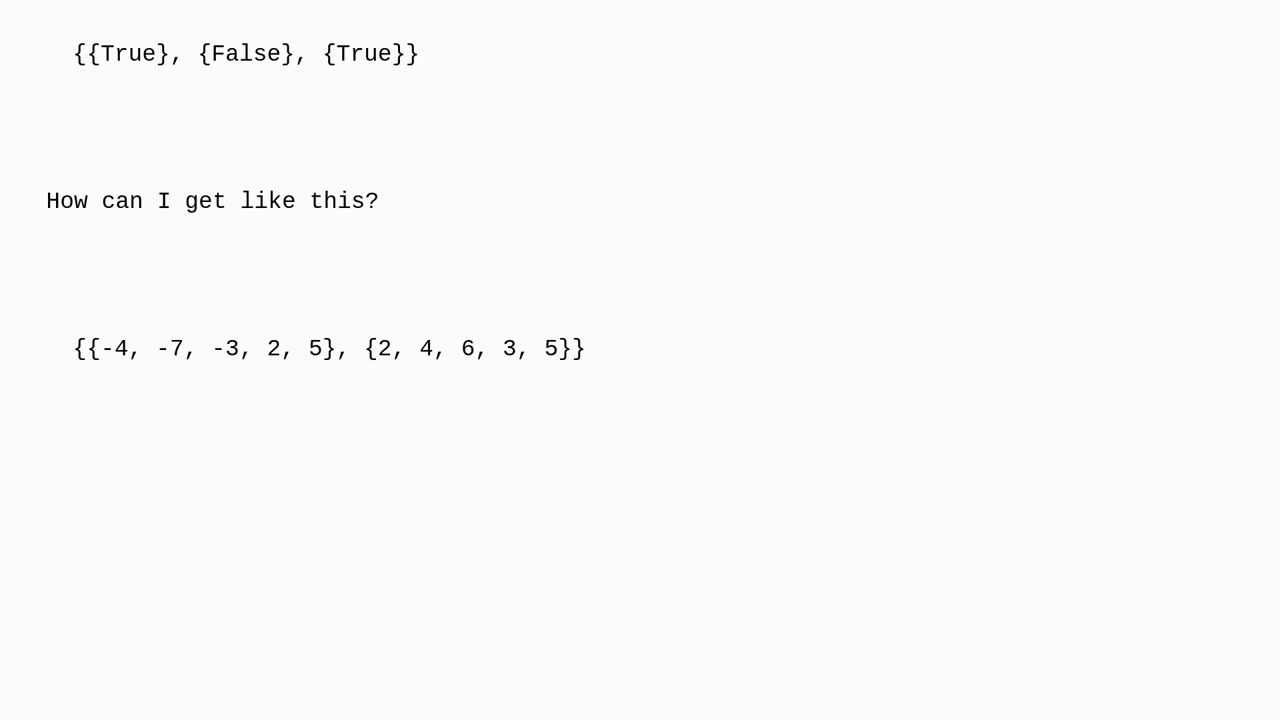 {{True}, {False}, {True}}
How can I get like this?
{{-4, -7, -3, 2, 5}, {2, 4, 6, 3, 5}}